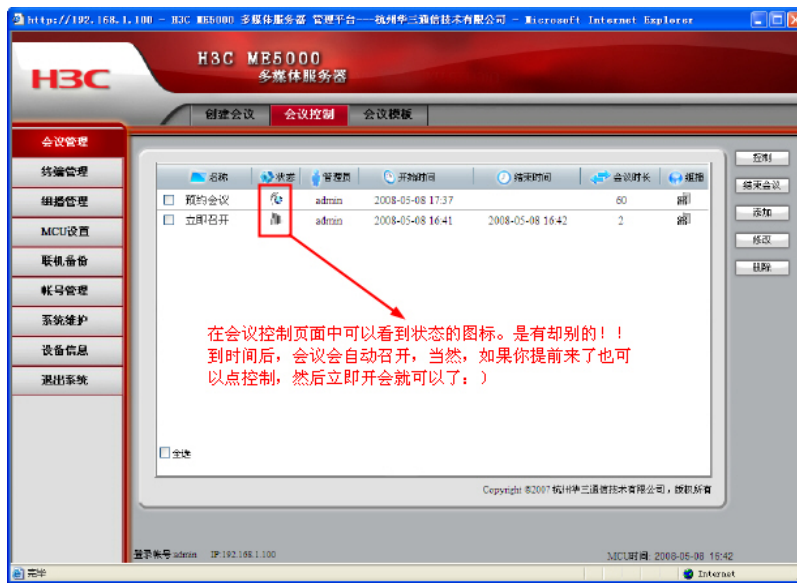 http://192.168.1.100 - H3C ME5000 多媒体服务器 管理平台---杭州华三通信技术有限公司 - Microsoft Internet Explorer
H3C
H3C ME5000
多媒体服务器
创建会议 会议控制 会议模板
会议管理
终端管理
组播管理
MCU设置
联机备份
帐号管理
系统维护
设备信息
退出系统
名称 状态 管理员 开始时间 结束时间 会议时长 组播
预约会议 admin 2008-05-08 17:37 60
立即召开 admin 2008-05-08 16:41 2008-05-08 16:42 2
控制
结束会议
添加
修改
删除
在会议控制页面中可以看到状态的图标。是有却别的！！
到时间后，会议会自动召开，当然，如果你提前来了也可
以点控制，然后立即开会就可以了：）
全选
Copyright ©2007 杭州华三通信技术有限公司，版权所有
登录帐号 admin IP:192.168.1.100
MCU时间: 2008-05-08 16:42
完毕 Internet